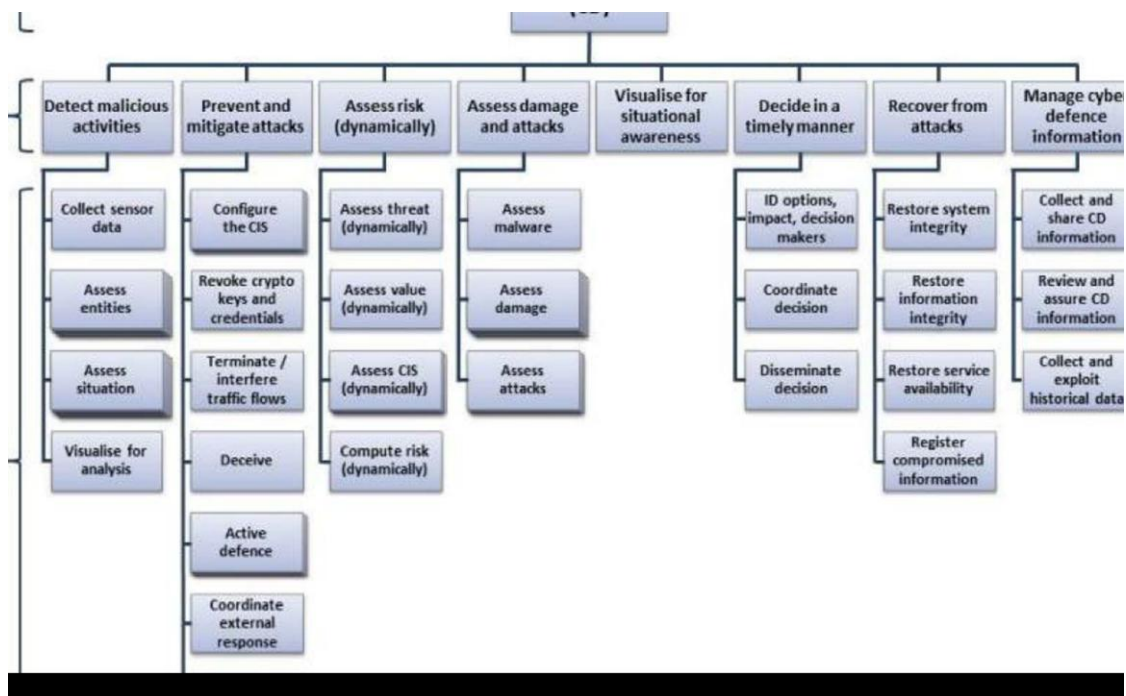 Detect malicious
activities
Prevent and
mitigate attacks
Assess risk
(dynamically)
Assess damage
and attacks
Visualise for
situational
awareness
Decide in a
timely manner
Recover from
attacks
Manage cyber
defence
information
Collect sensor
data
Assess
entities
Assess
situation
Visualise for
analysis
Configure
the CIS
Revoke crypto
keys and
credentials
Terminate /
interfere
traffic flows
Deceive
Active
defence
Coordinate
external
response
Assess threat
(dynamically)
Assess value
(dynamically)
Assess CIS
(dynamically)
Compute risk
(dynamically)
Assess
malware
Assess
damage
Assess
attacks
ID options,
impact, decision
makers
Coordinate
decision
Disseminate
decision
Restore system
integrity
Restore
information
integrity
Restore service
availability
Register
compromised
information
Collect and
share CD
information
Review and
assure CD
information
Collect and
exploit
historical data